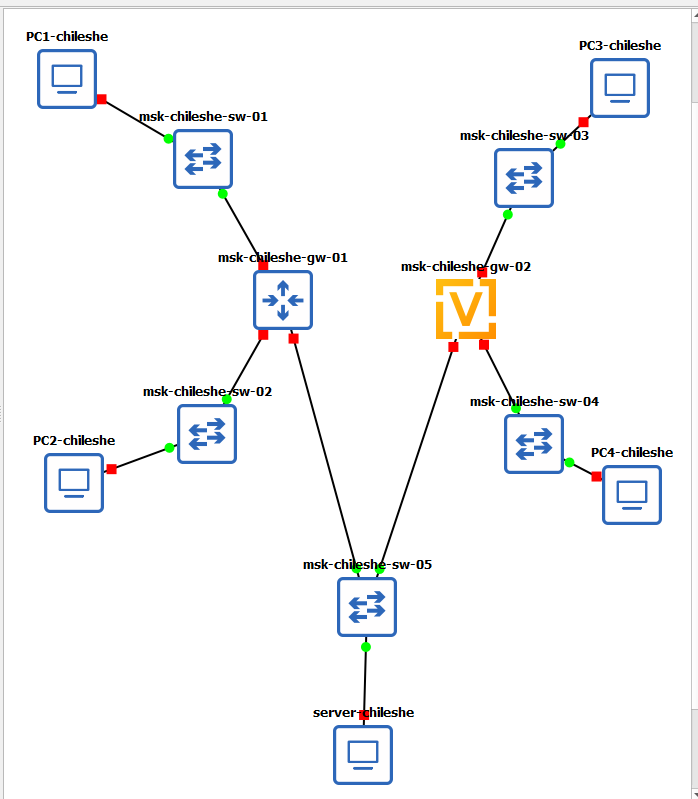 PC1-chileshe
PC3-chileshe
msk-chileshe-sw-01
msk-chileshe-sw-03
msk-chileshe-gw-01
msk-chileshe-gw-02
V
msk-chileshe-sw-02
msk-chileshe-sw-04
PC2-chileshe
PC4-chileshe
msk-chileshe-sw-05
server-chileshe